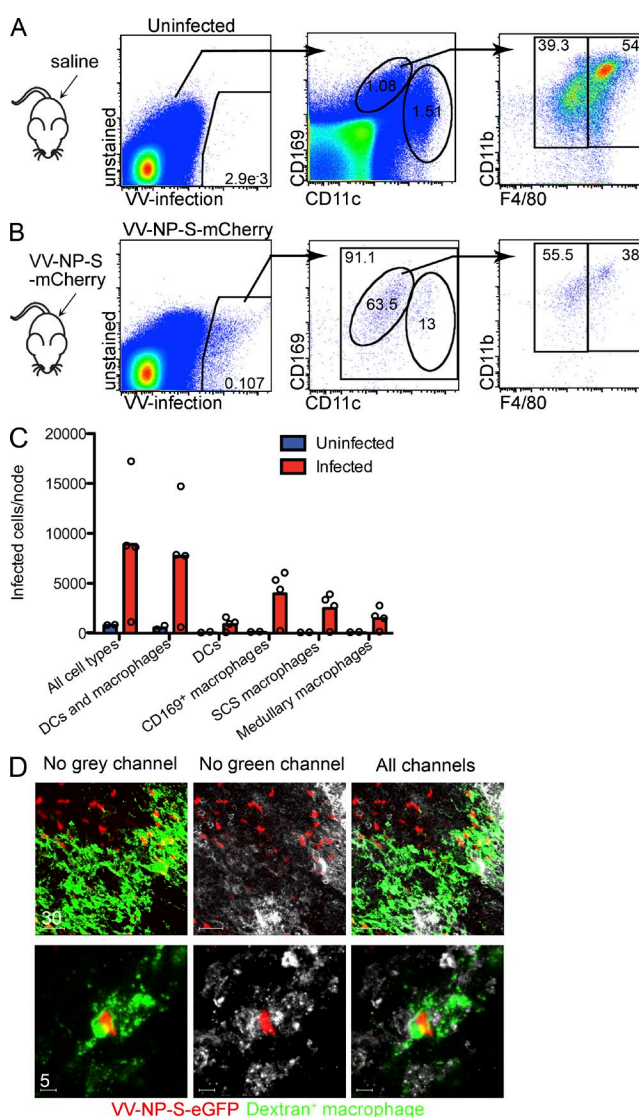 A
Uninfected
saline
unstained
2.9e-3
VV-infection
CD169
1.08
1.51
CD11c
CD11b
39.3
54
F4/80
B
VV-NP-S-mCherry
VV-NP-S
-mCherry
unstained
0.107
VV-infection
CD169
91.1
63.5
13
CD11c
CD11b
55.5
38
F4/80
C
Infected cells/node
20000
15000
10000
5000
0
Uninfected
Infected
All cell types
DCs and macrophages
DCs
CD169+ macrophages
SCS macrophages
Medullary macrophages
D
No grey channel
No green channel
All channels
30
5
VV-NP-S-eGFP Dextran+ macrophage